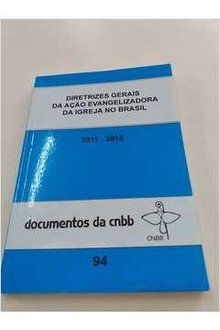 DIRETRIZES GERAIS
DA AÇÃO EVANGELIZADORA
DA IGREJA NO BRASIL
2011 - 2015
documentos da cnbb
CNBB
94